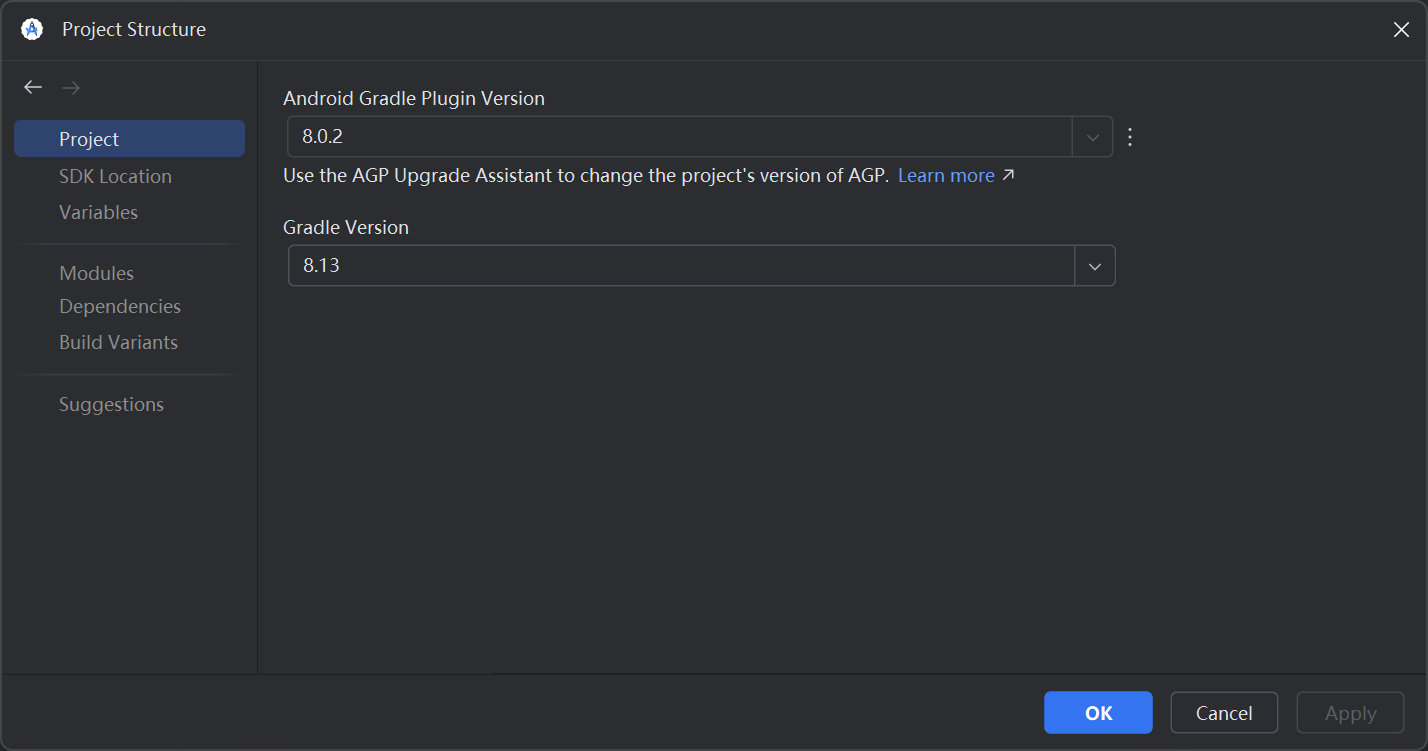 Project Structure
Project
SDK Location
Variables
Modules
Dependencies
Build Variants
Suggestions
Android Gradle Plugin Version
8.0.2
Use the AGP Upgrade Assistant to change the project's version of AGP. Learn more
Gradle Version
8.13
OK
Cancel
Apply